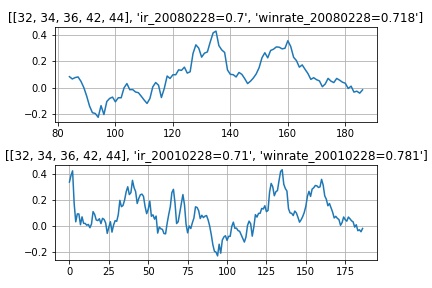 [[32, 34, 36, 42, 44], 'ir_20080228=0.7', 'winrate_20080228=0.718']
0.4
0.2
0.0
−0.2
80 100 120 140 160 180
[[32, 34, 36, 42, 44], 'ir_20010228=0.71', 'winrate_20010228=0.781']
0.4
0.2
0.0
−0.2
0 25 50 75 100 125 150 175